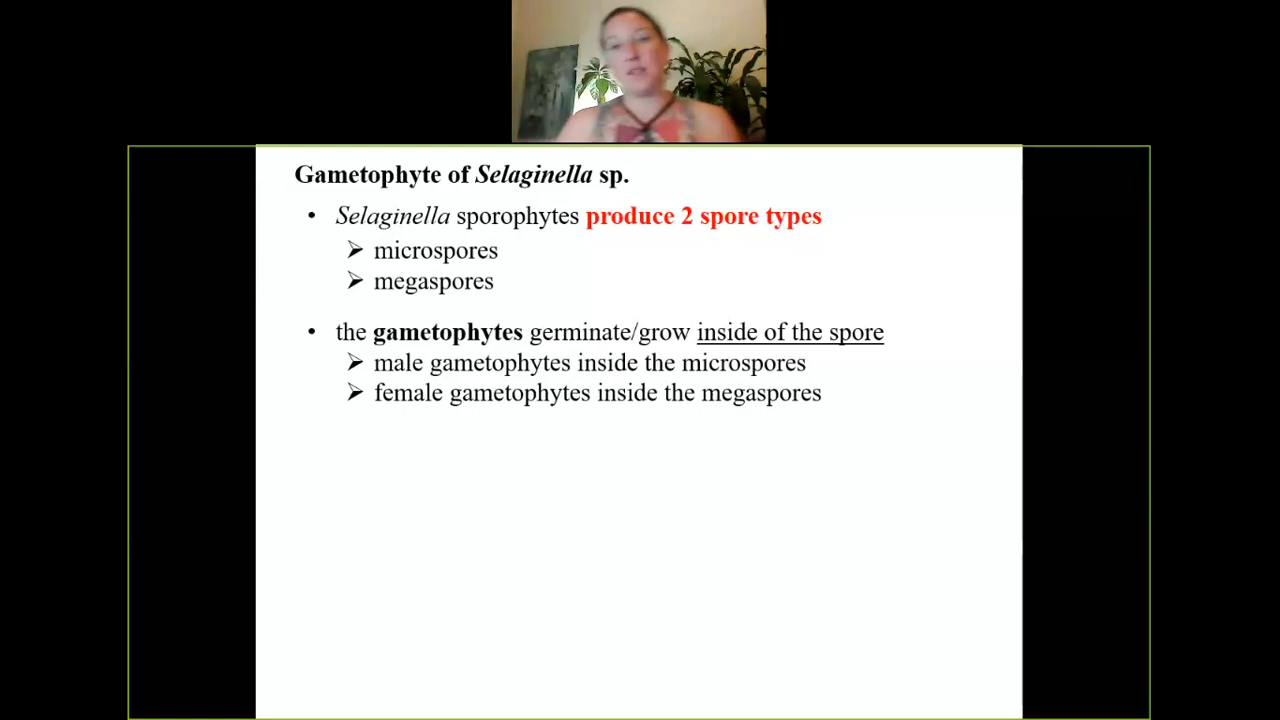 Gametophyte of Selaginella sp.
• Selaginella sporophytes produce 2 spore types
➢ microspores
➢ megaspores
• the gametophytes germinate/grow inside of the spore
➢ male gametophytes inside the microspores
➢ female gametophytes inside the megaspores